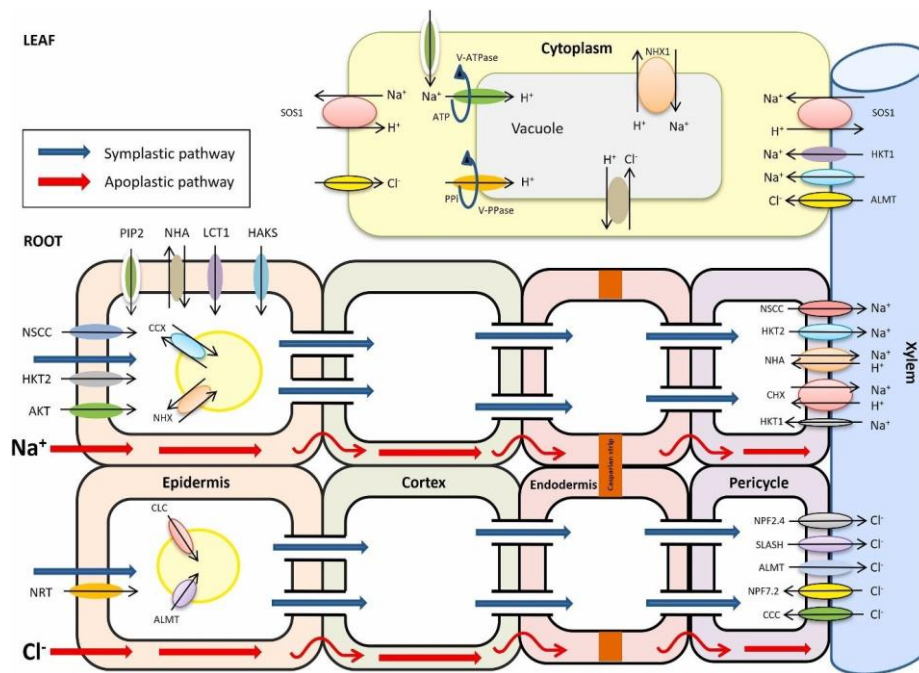 LEAF
Cytoplasm
V-ATPase
NHX1
Na⁺
SOS1
H⁺
Na⁺
ATP
H⁺
Vacuole
H⁺
Na⁺
Na⁺
SOS1
H⁺
HKT1
Na⁺
Na⁺
Cl⁻
ALMT
Cl⁻
PPi
H⁺
V-PPase
H⁺
Cl⁻
Symplastic pathway
Apoplastic pathway
ROOT
PIP2
NHA
LCT1
HAKS
NSCC
HKT2
AKT
CCX
NHX
Na⁺
NSCC
Na⁺
HKT2
Na⁺
NHA
Na⁺
H⁺
CHX
Na⁺
H⁺
HKT1
Na⁺
Xylem
Casparian strip
Epidermis
Cortex
Endodermis
Pericycle
CLC
ALMT
NRT
Cl⁻
NPF2.4
Cl⁻
SLASH
Cl⁻
ALMT
Cl⁻
NPF7.2
Cl⁻
CCC
Cl⁻